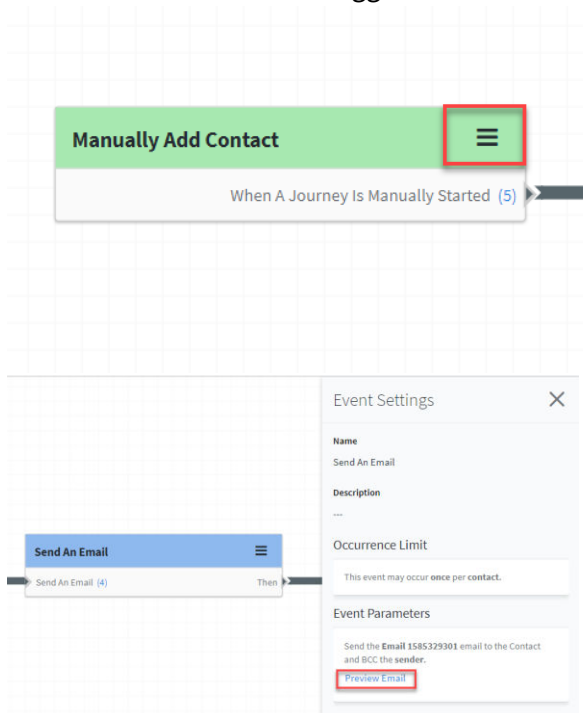 Manually Add Contact
When A Journey Is Manually Started (5)
Event Settings
Name
Send An Email
Description
---
Send An Email
Send An Email (4) Then
Occurrence Limit
This event may occur once per contact.
Event Parameters
Send the Email 1585329301 email to the Contact
and BCC the sender.
Preview Email